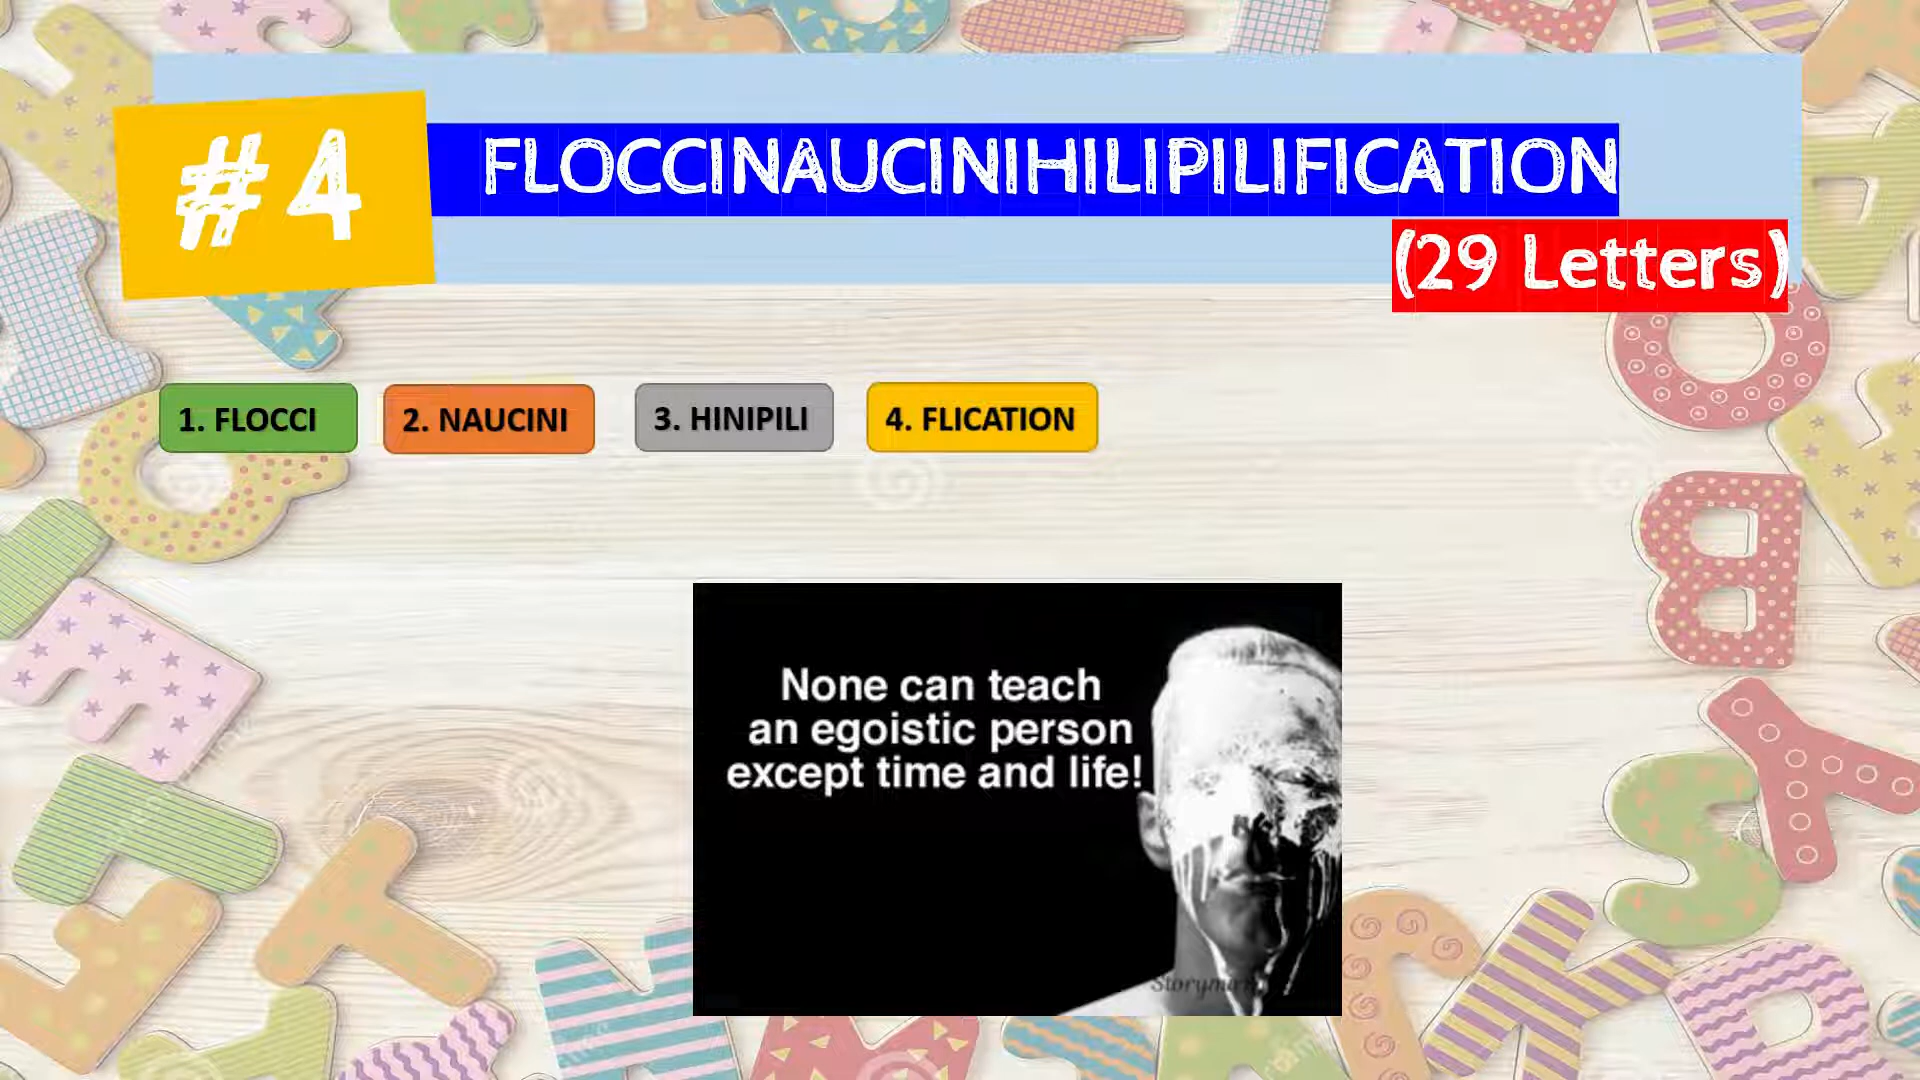 #4
FLOCCINAUCINIHILIPILIFICATION
(29 Letters)
1. FLOCCI 2. NAUCINI 3. HINIPILI 4. FLICATION
None can teach
an egoistic person
except time and life!